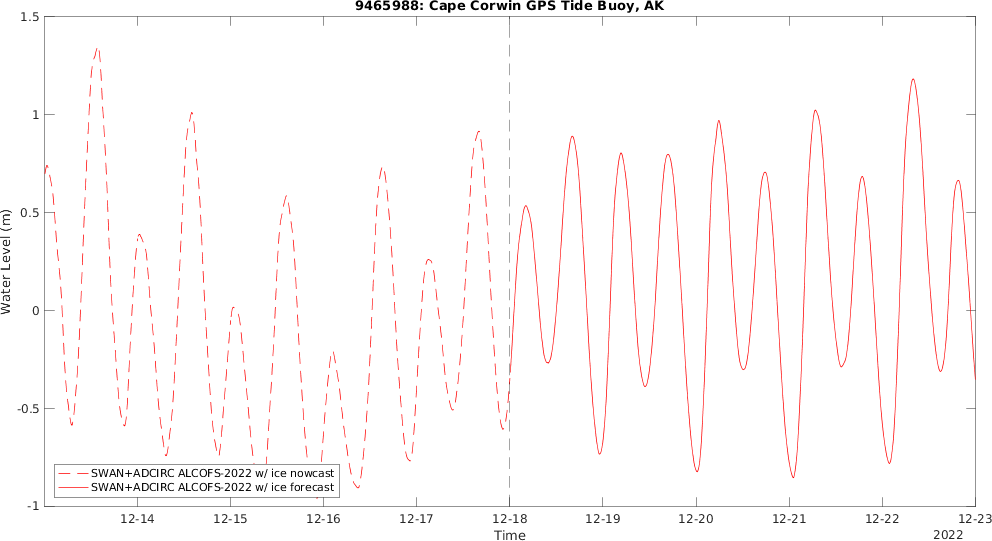 9465988: Cape Corwin GPS Tide Buoy, AK
1.5
1
0.5
0
-0.5
-1
Water Level (m)
SWAN+ADCIRC ALCOFS-2022 w/ ice nowcast
SWAN+ADCIRC ALCOFS-2022 w/ ice forecast
12-14 12-15 12-16 12-17 12-18 12-19 12-20 12-21 12-22 12-23
Time
2022